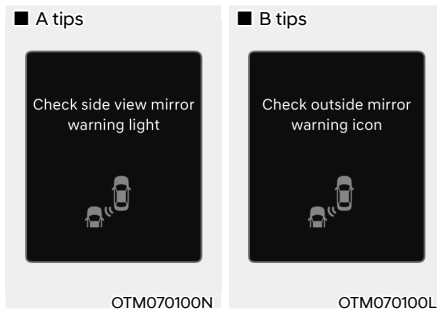 ■ A tips
Check side view mirror
warning light
OTM070100N
■ B tips
Check outside mirror
warning icon
OTM070100L